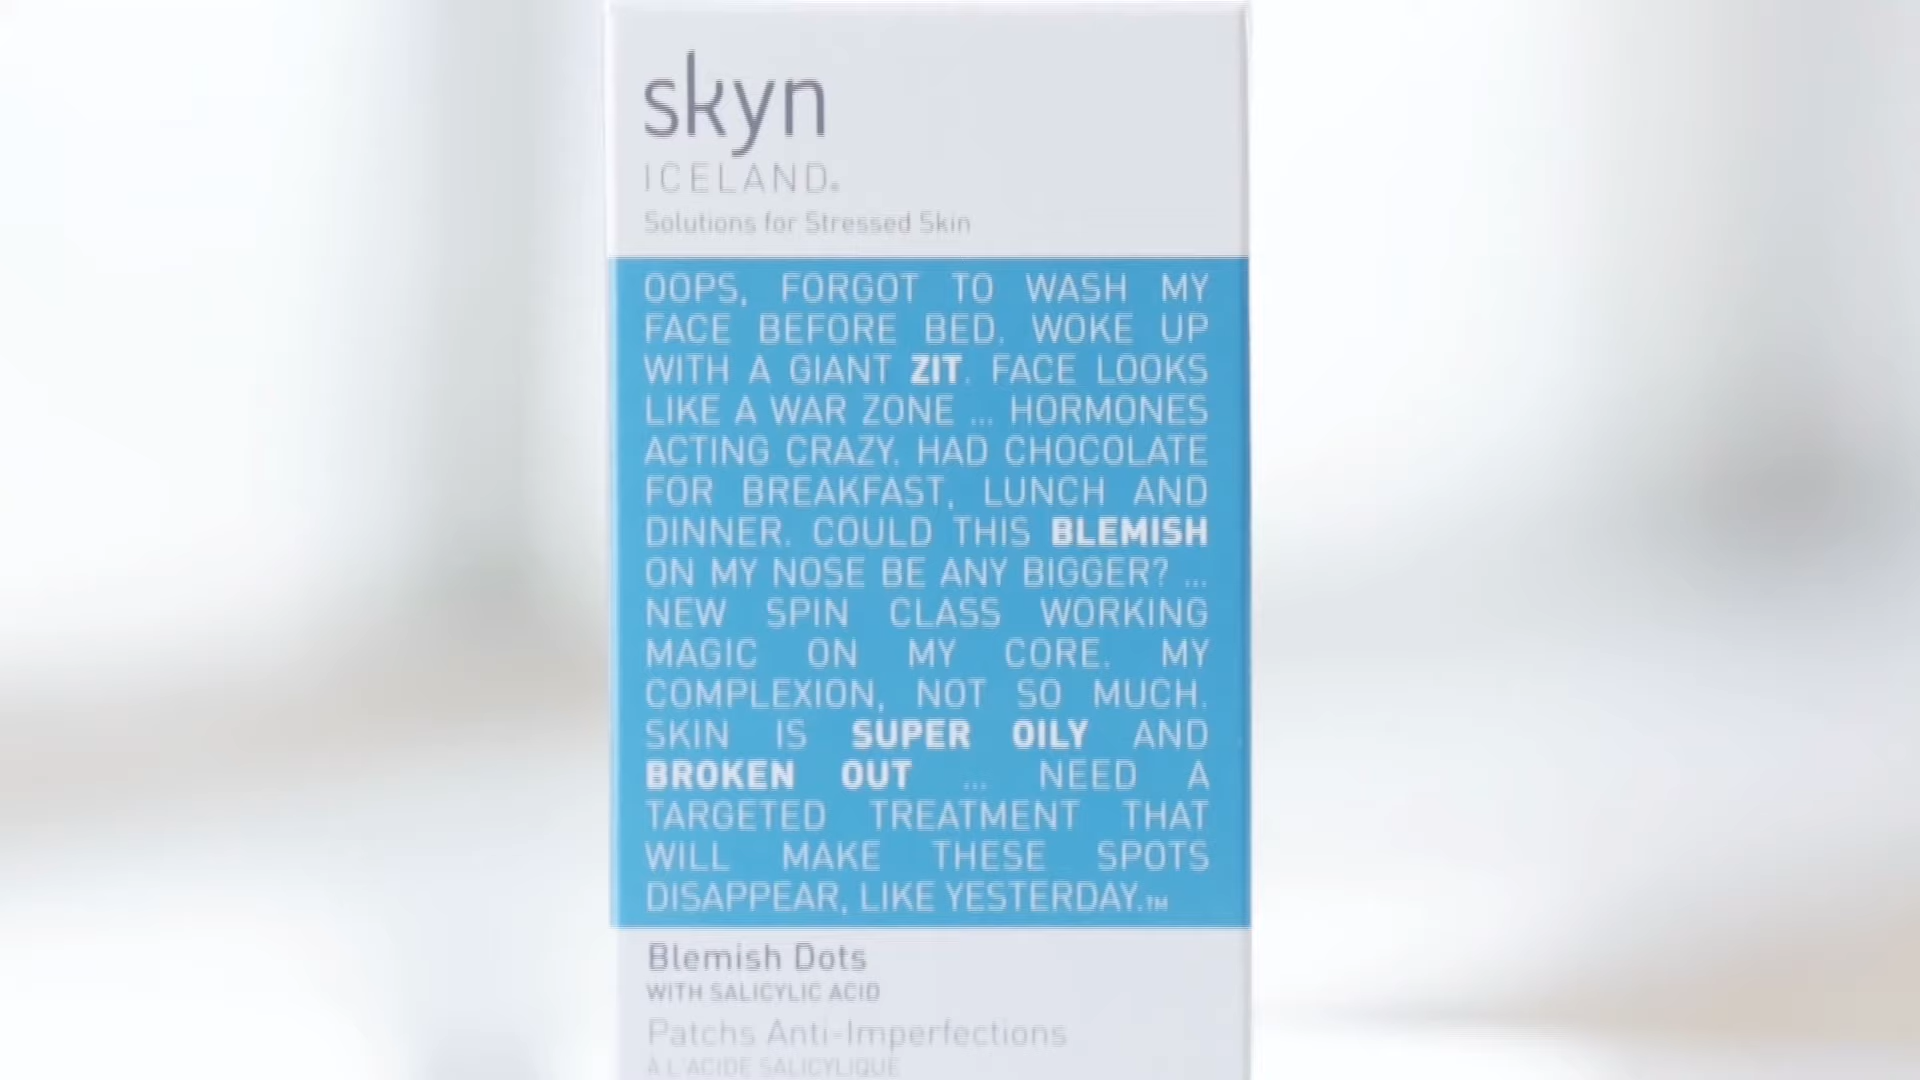 skyn
ICELAND®
Solutions for Stressed Skin
OOPS, FORGOT TO WASH MY
FACE BEFORE BED. WOKE UP
WITH A GIANT ZIT. FACE LOOKS
LIKE A WAR ZONE ... HORMONES
ACTING CRAZY. HAD CHOCOLATE
FOR BREAKFAST, LUNCH AND
DINNER. COULD THIS BLEMISH
ON MY NOSE BE ANY BIGGER? ...
NEW SPIN CLASS WORKING
MAGIC ON MY CORE. MY
COMPLEXION, NOT SO MUCH.
SKIN IS SUPER OILY AND
BROKEN OUT ... NEED A
TARGETED TREATMENT THAT
WILL MAKE THESE SPOTS
DISAPPEAR, LIKE YESTERDAY.™
Blemish Dots
WITH SALICYLIC ACID
Patchs Anti-Imperfections
À L'ACIDE SALICYLIQUE